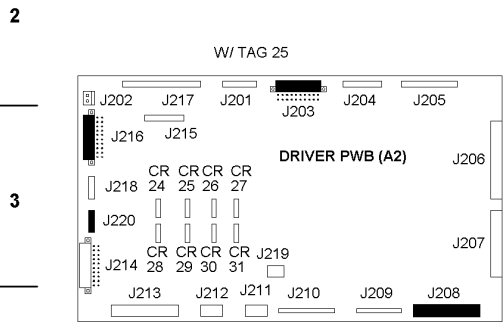 2
W/ TAG 25
J202 J217 J201 J203 J204 J205
J216 J215
DRIVER PWB (A2)
J206
CR 24 CR 25 CR 26 CR 27
J218
3
J220
J207
J214
CR 28 CR 29 CR 30 CR 31
J219
J213 J212 J211 J210 J209 J208